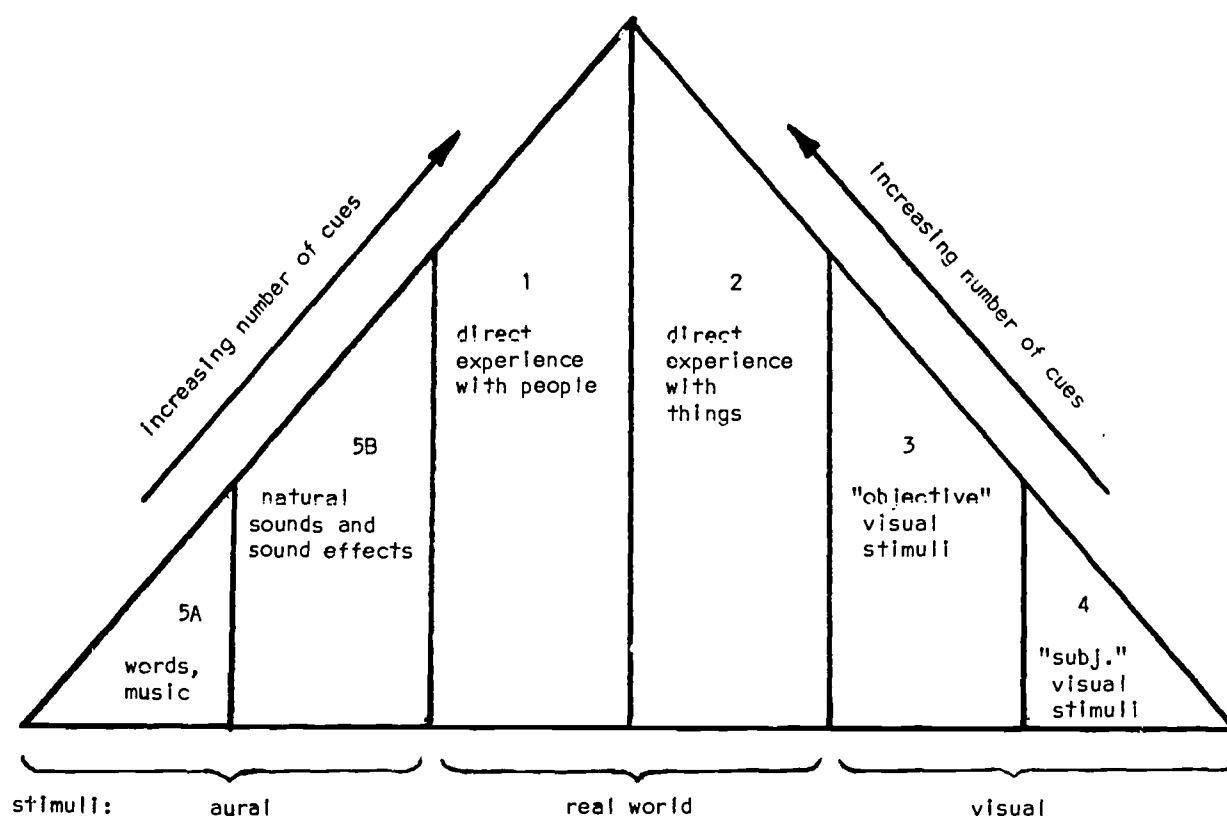 increasing number of cues
increasing number of cues
1
direct
experience
with people
2
direct
experience
with
things
5B
natural
sounds and
sound effects
3
"objective"
visual
stimuli
5A
words,
music
4
"subj."
visual
stimuli
stimuli: aural real world visual